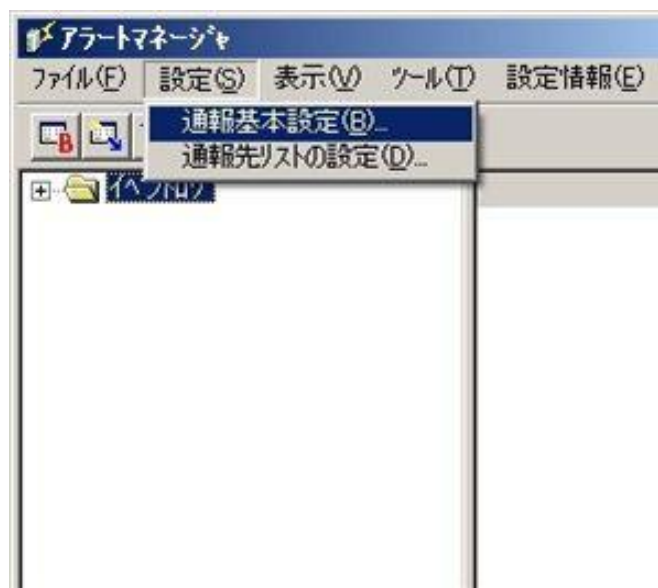 アラートマネージャ
ファイル(F) 設定(S) 表示(V) ツール(T) 設定情報(E)
通報基本設定(B)...
通報先リストの設定(D)...
イベントログ